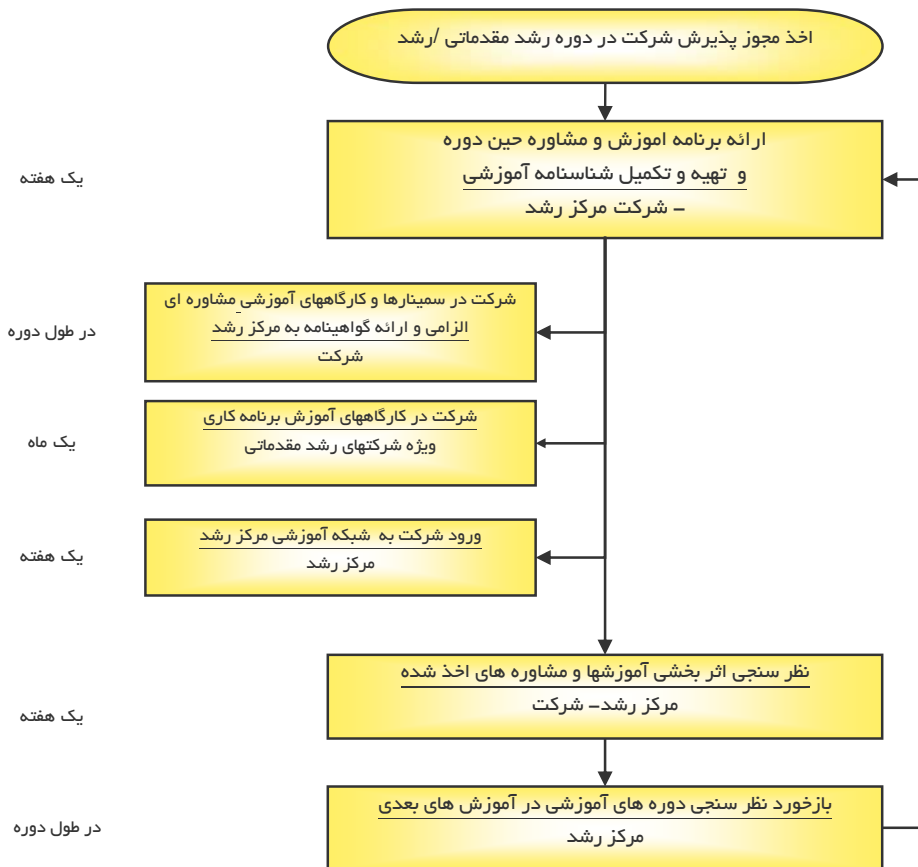 اخذ مجوز پذیرش شرکت در دوره رشد مقدماتی /رشد
ارائه برنامه اموزش و مشاوره حین دوره
و تهیه و تکمیل شناسنامه آموزشی
شرکت مرکز رشد –
یک هفته
شرکت در سمینارها و کارگاههای آموزشی مشاوره ای
الزامی و ارائه گواهینامه به مرکز رشد
شرکت
در طول دوره
شرکت در کارگاههای آموزش برنامه کاری
ویژه شرکتهای رشد مقدماتی
یک ماه
ورود شرکت به شبکه آموزشی مرکز رشد
مرکز رشد
یک هفته
نظر سنجی اثر بخشی آموزشها و مشاوره های اخذ شده
مرکز رشد– شرکت
یک هفته
بازخورد نظر سنجی دوره های آموزشی در آموزش های بعدی
مرکز رشد
در طول دوره